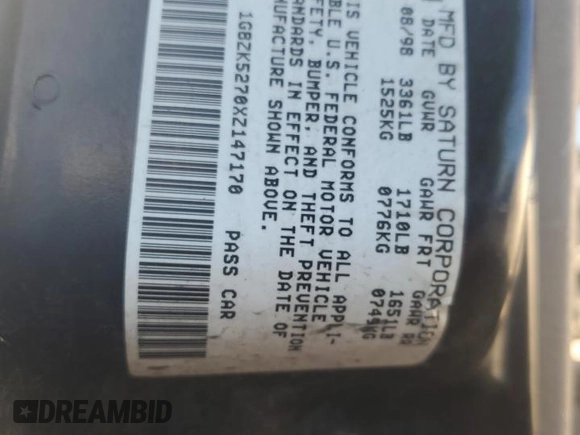 MFD BY SATURN CORPORATION
DATE GVWR GAWR FRT GAWR
08/98 3361LB 1710LB 1651LB
1525KG 0776KG
IS VEHICLE CONFORMS TO ALL APPLI-
BLE U.S. FEDERAL MOTOR VEHICLE
FETY, BUMPER, AND THEFT PREVENTION
ANDARDS IN EFFECT ON THE DATE OF
NUFACTURE SHOWN ABOVE.
1G8ZK5270XZ147170 PASS CAR
DREAMBID